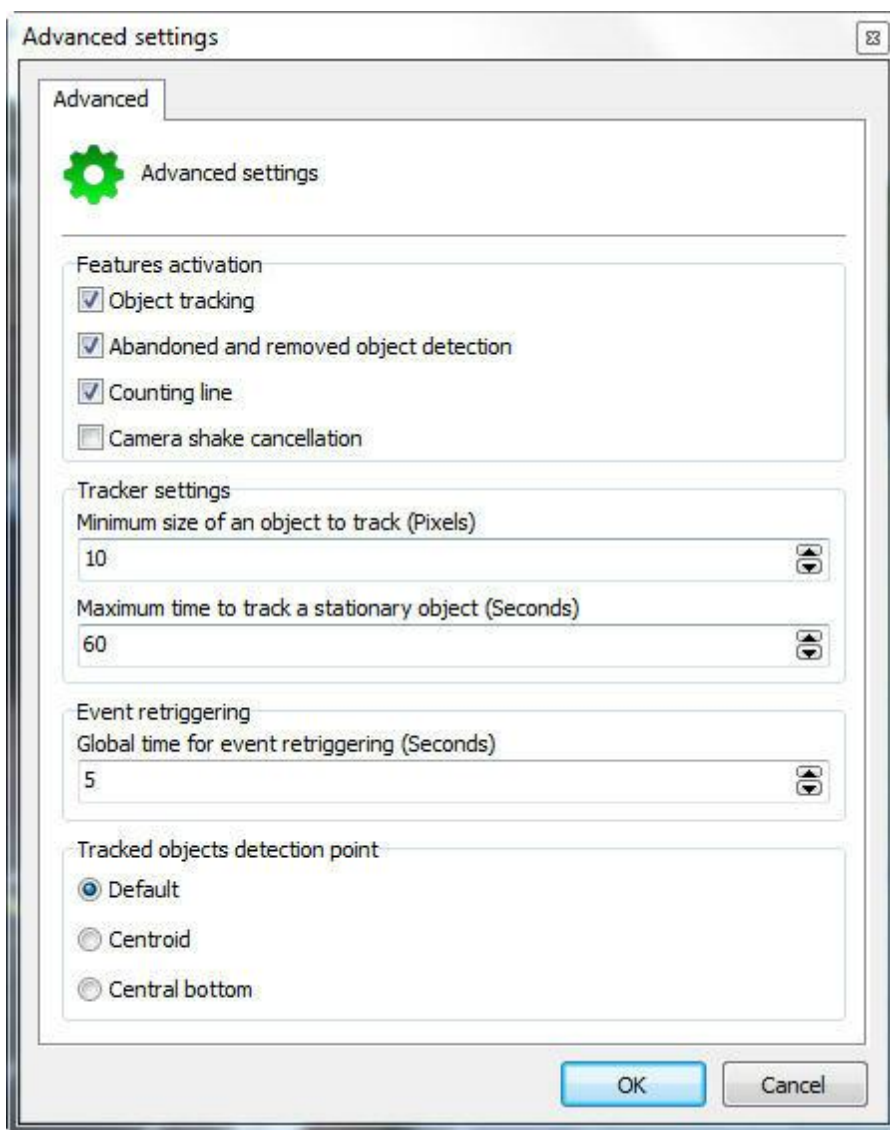 Advanced settings
Advanced
Advanced settings
Features activation
Object tracking
Abandoned and removed object detection
Counting line
Camera shake cancellation
Tracker settings
Minimum size of an object to track (Pixels)
10
Maximum time to track a stationary object (Seconds)
60
Event retriggering
Global time for event retriggering (Seconds)
5
Tracked objects detection point
Default
Centroid
Central bottom
OK Cancel